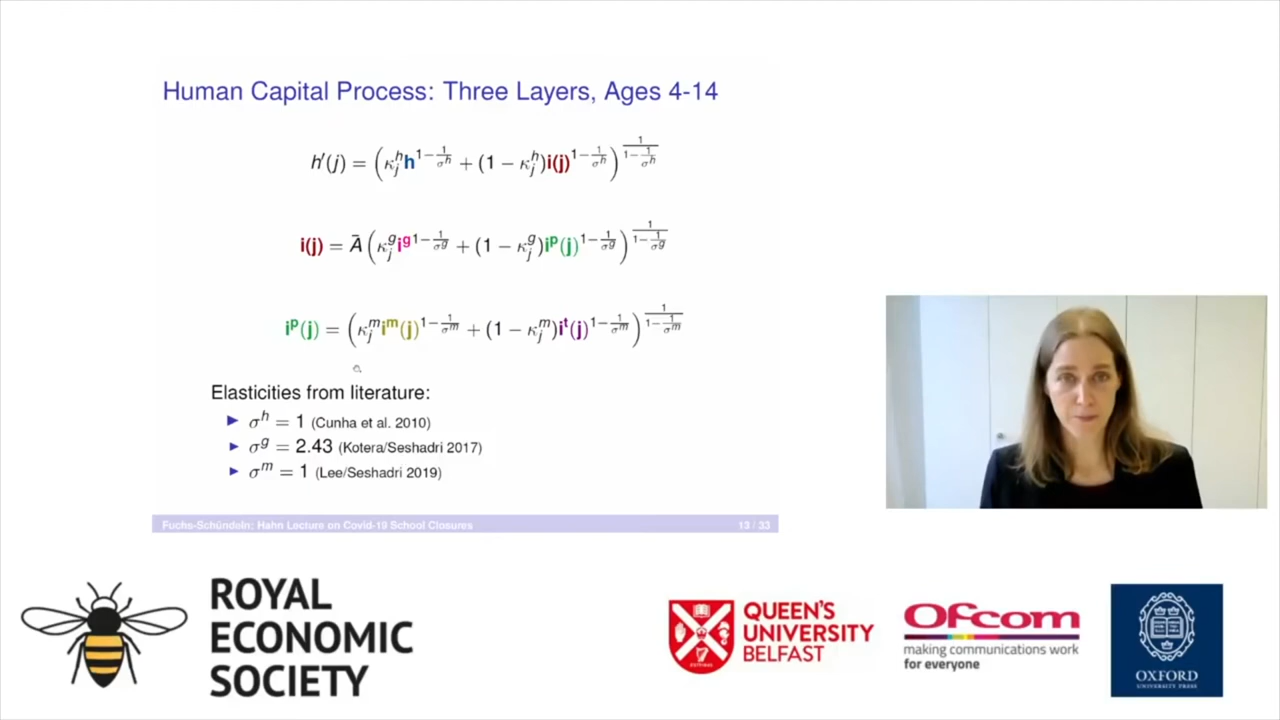 Human Capital Process: Three Layers, Ages 4-14
h′(j) = (κ_j^h h^{1−1/σ^h} + (1 − κ_j^h)i(j)^{1−1/σ^h})^{1/(1−1/σ^h)}
i(j) = Ā(κ_j^g i^{g 1−1/σ^g} + (1 − κ_j^g)i^p(j)^{1−1/σ^g})^{1/(1−1/σ^g)}
i^p(j) = (κ_j^m i^m(j)^{1−1/σ^m} + (1 − κ_j^m)i^t(j)^{1−1/σ^m})^{1/(1−1/σ^m)}
Elasticities from literature:
▶ σ^h = 1 (Cunha et al. 2010)
▶ σ^g = 2.43 (Kotera/Seshadri 2017)
▶ σ^m = 1 (Lee/Seshadri 2019)
Fuchs-Schündeln: Hahn Lecture on Covid-19 School Closures 13 / 33
ROYAL
ECONOMIC
SOCIETY
QUEEN'S
UNIVERSITY
BELFAST
Ofcom
making communications work
for everyone
OXFORD
UNIVERSITY PRESS